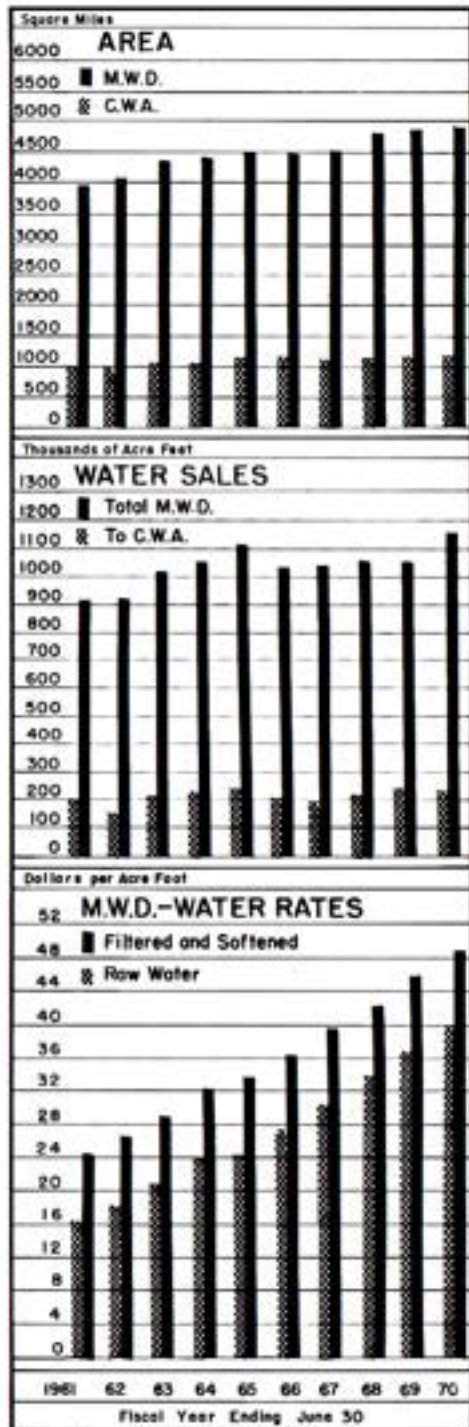 Square Miles
AREA
M.W.D.
C.W.A.
6000
5500
5000
4500
4000
3500
3000
2500
2000
1500
1000
500
0
Thousands of Acre Feet
WATER SALES
Total M.W.D.
To C.W.A.
1300
1200
1100
1000
900
800
700
600
500
400
300
200
100
0
Dollars per Acre Foot
M.W.D.-WATER RATES
Filtered and Softened
Raw Water
52
48
44
40
36
32
28
24
20
16
12
8
4
0
1961 62 63 64 65 66 67 68 69 70
Fiscal Year Ending June 30